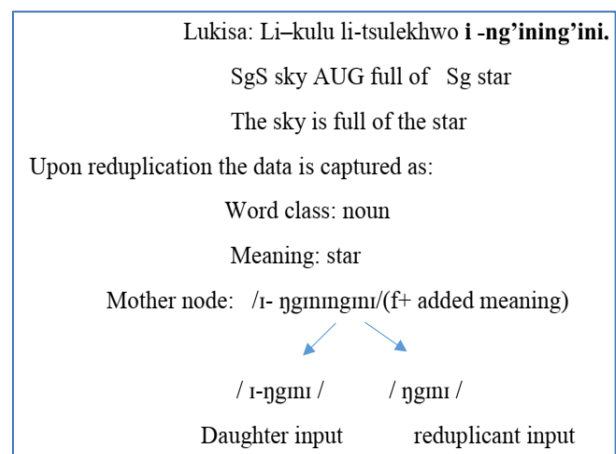 Lukisa: Li–kulu li-tsulekhwo i -ng’ining’ini.
SgS sky AUG full of Sg star
The sky is full of the star
Upon reduplication the data is captured as:
Word class: noun
Meaning: star
Mother node: /ɪ- ŋgɪnɪngɪnɪ/(f+ added meaning)
/ ɪ-ŋgɪnɪ / / ŋgɪnɪ /
Daughter input reduplicant input